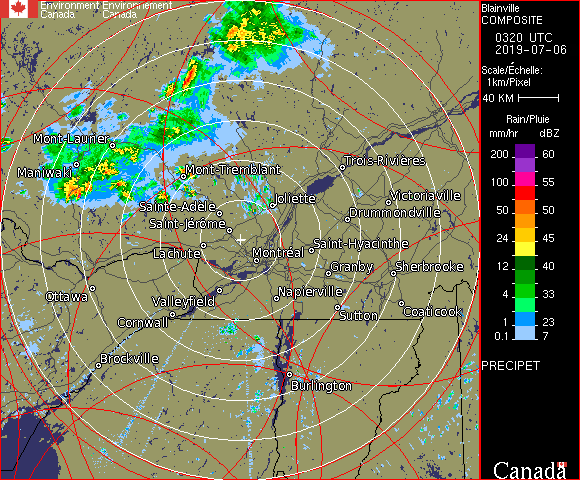 Environment Environnement
Canada Canada
Mont-Laurier
Maniwaki
Mont-Tremblant
Trois-Rivières
Sainte-Adèle
Joliette
Victoriaville
Drummondville
Saint-Jérôme
Lachute
Montréal
Saint-Hyacinthe
Granby
Sherbrooke
Ottawa
Valleyfield
Napierville
Cornwall
Sutton
Coaticook
Brockville
Burlington
Blainville
COMPOSITE
0320 UTC
2019-07-06
Scale/Échelle:
1km/Pixel
40 KM
Rain/Pluie
mm/hr dBZ
200 60
100 55
50 50
24 45
12 40
4 33
1 23
0.1 7
PRECIPET
Canada